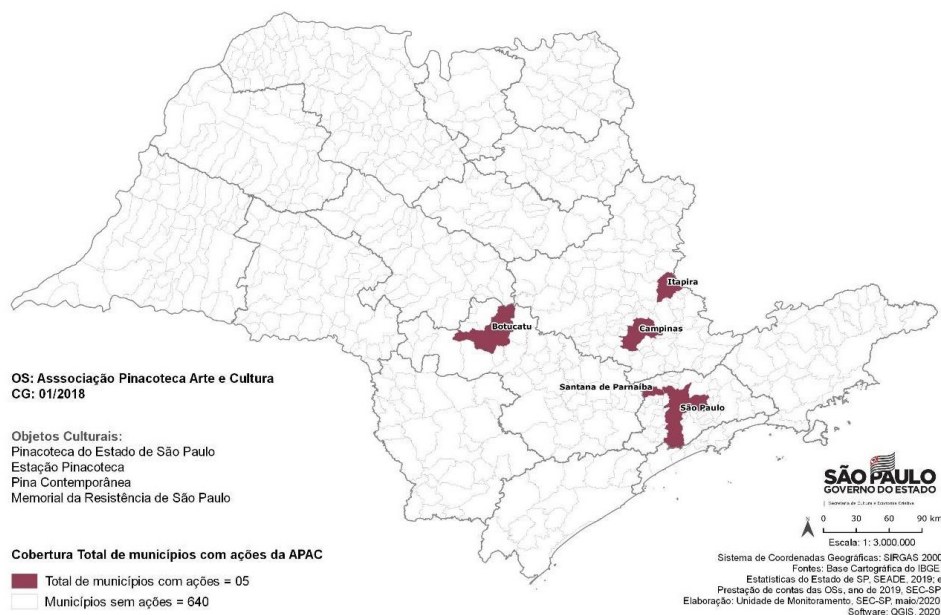 Itapira
Botucatu
Campinas
Santana de Parnaíba
São Paulo
OS: Asssociação Pinacoteca Arte e Cultura
CG: 01/2018
Objetos Culturais:
Pinacoteca do Estado de São Paulo
Estação Pinacoteca
Pina Contemporânea
Memorial da Resistência de São Paulo
Cobertura Total de municípios com ações da APAC
Total de municípios com ações = 05
Municípios sem ações = 640
SÃO PAULO
GOVERNO DO ESTADO
Secretaria de Cultura e Economia Criativa
N
0 30 60 90 km
Escala: 1: 3.000.000
Sistema de Coordenadas Geográficas: SIRGAS 2000
Fontes: Base Cartográfica do IBGE
Estatísticas do Estado de SP, SEADE, 2019; e
Prestação de contas das OSs, ano de 2019, SEC-SP
Elaboração: Unidade de Monitoramento, SEC-SP, maio/2020
Software: QGIS, 2020